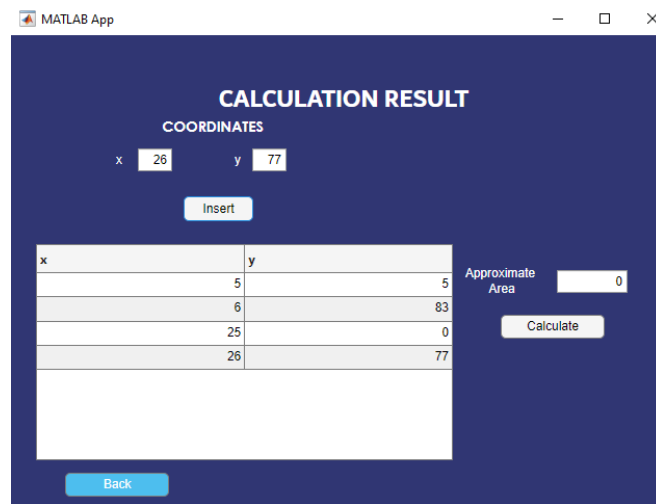 MATLAB App
CALCULATION RESULT
COORDINATES
x 26 y 77
Insert
x y
5 5
6 83
25 0
26 77
Approximate
Area
0
Calculate
Back